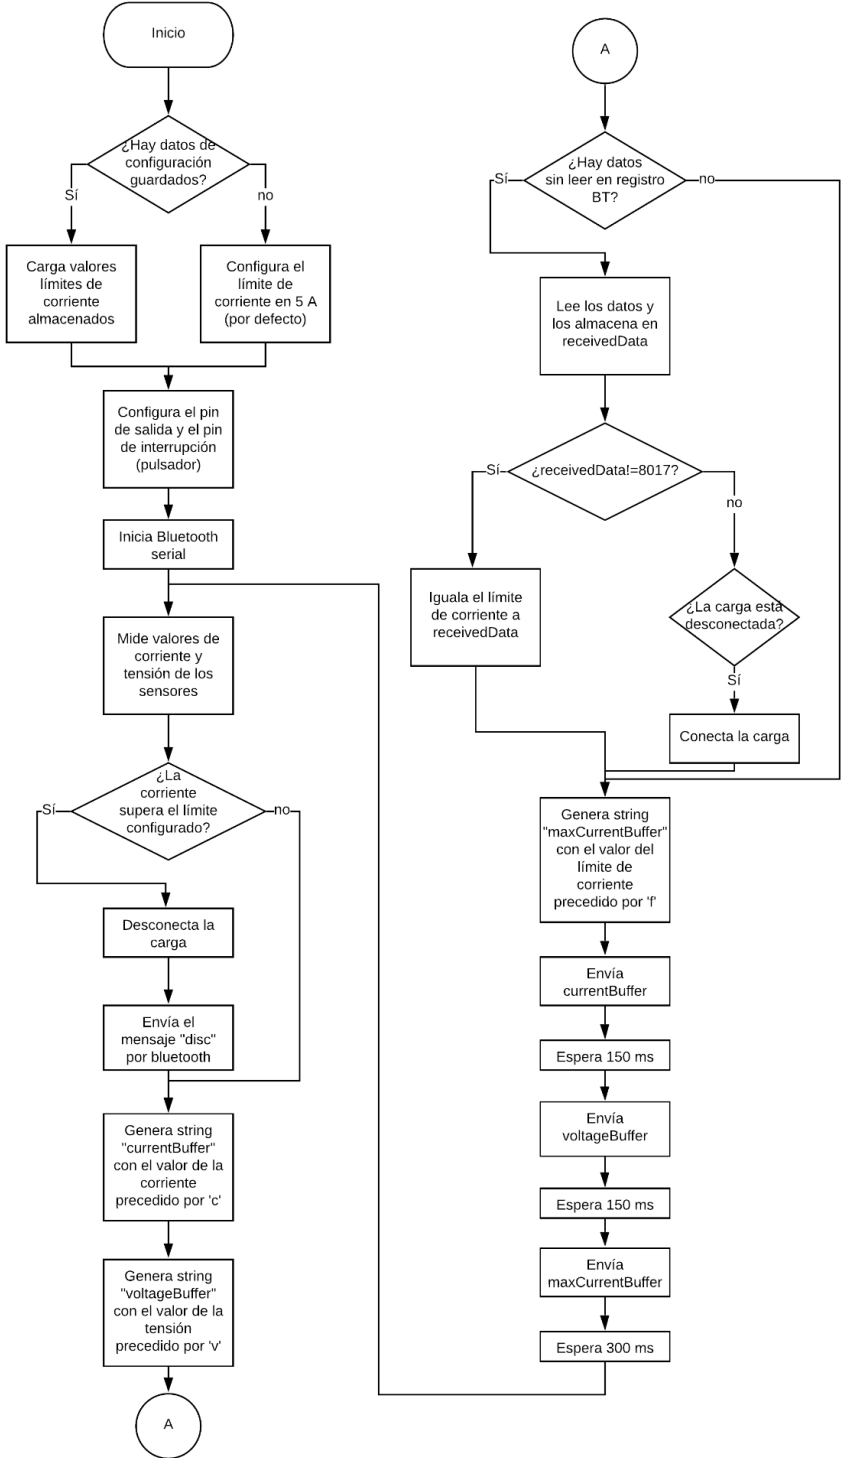 Inicio
¿Hay datos de
configuración
guardados?
Sí
no
Carga valores
límites de
corriente
almacenados
Configura el
límite de
corriente en 5 A
(por defecto)
Configura el pin
de salida y el pin
de interrupción
(pulsador)
Inicia Bluetooth
serial
Mide valores de
corriente y
tensión de los
sensores
¿La
corriente
supera el límite
configurado?
Sí
no
Desconecta la
carga
Envía el
mensaje "disc"
por bluetooth
Genera string
"currentBuffer"
con el valor de la
corriente
precedido por 'c'
Genera string
"voltageBuffer"
con el valor de la
tensión
precedido por 'v'
A
A
¿Hay datos
sin leer en registro
BT?
Sí
no
Lee los datos y
los almacena en
receivedData
¿receivedData!=8017?
Sí
no
Iguala el límite
de corriente a
receivedData
¿La carga está
desconectada?
Sí
Conecta la carga
Genera string
"maxCurrentBuffer"
con el valor del
límite de
corriente
precedido por 'f'
Envía
currentBuffer
Espera 150 ms
Envía
voltageBuffer
Espera 150 ms
Envía
maxCurrentBuffer
Espera 300 ms